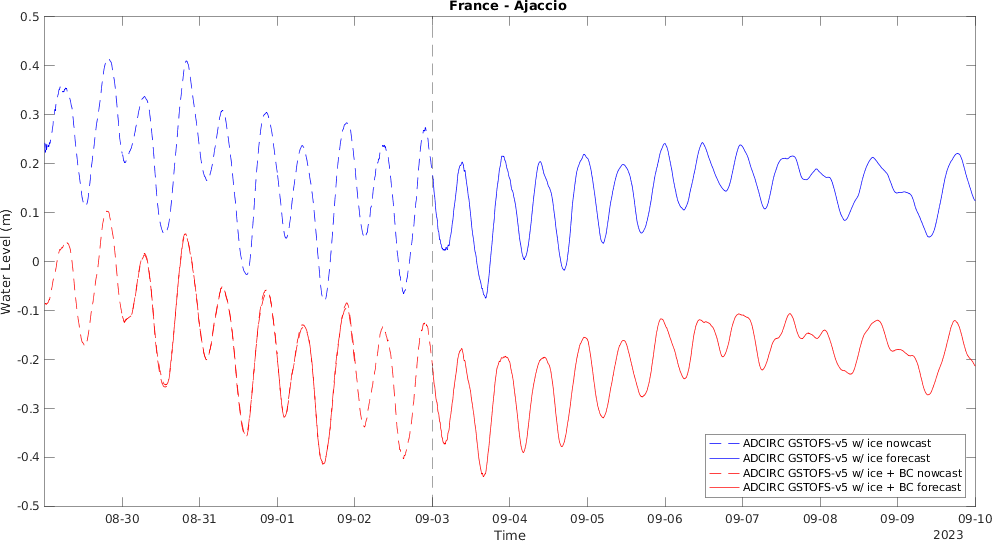 France - Ajaccio
0.5
0.4
0.3
0.2
0.1
0
-0.1
-0.2
-0.3
-0.4
-0.5
Water Level (m)
ADCIRC GSTOFS-v5 w/ ice nowcast
ADCIRC GSTOFS-v5 w/ ice forecast
ADCIRC GSTOFS-v5 w/ ice + BC nowcast
ADCIRC GSTOFS-v5 w/ ice + BC forecast
08-30 08-31 09-01 09-02 09-03 09-04 09-05 09-06 09-07 09-08 09-09 09-10
Time
2023